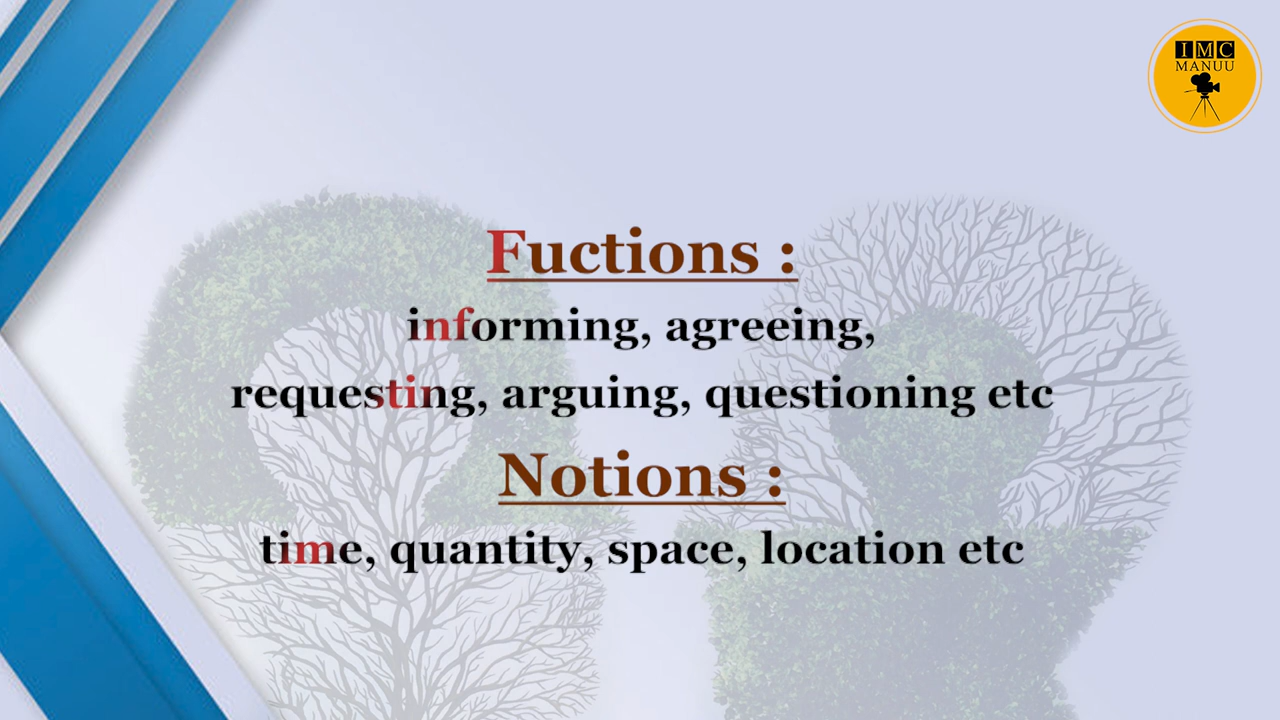 IMC
MANUU
Fuctions :
informing, agreeing,
requesting, arguing, questioning etc
Notions :
time, quantity, space, location etc